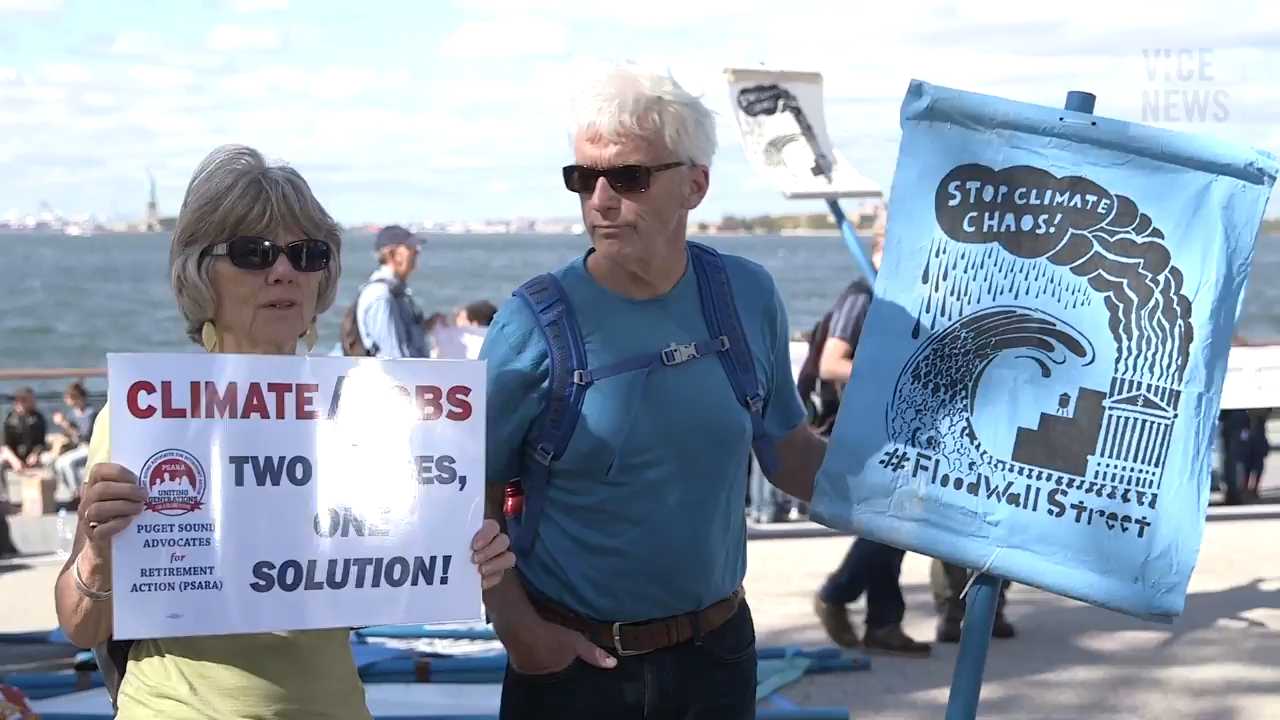 VICE
NEWS
STOP CLIMATE
CHAOS!
#FloodWall Street
CLIMATE
TWO
ONE
SOLUTION!
PSARA
UNITING
GENERATIONS
PUGET SOUND
ADVOCATES
for
RETIREMENT
ACTION (PSARA)